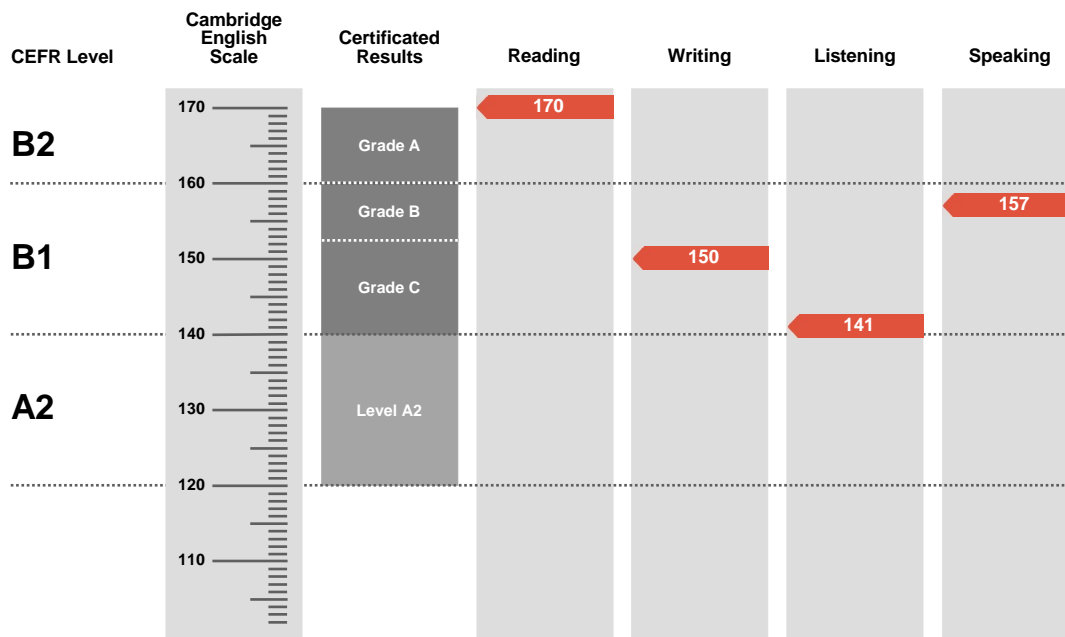 CEFR Level
Cambridge
English
Scale
Certificated
Results
Reading
Writing
Listening
Speaking
170
170
B2
Grade A
160
157
Grade B
B1
150
150
Grade C
141
140
A2
130
Level A2
120
110